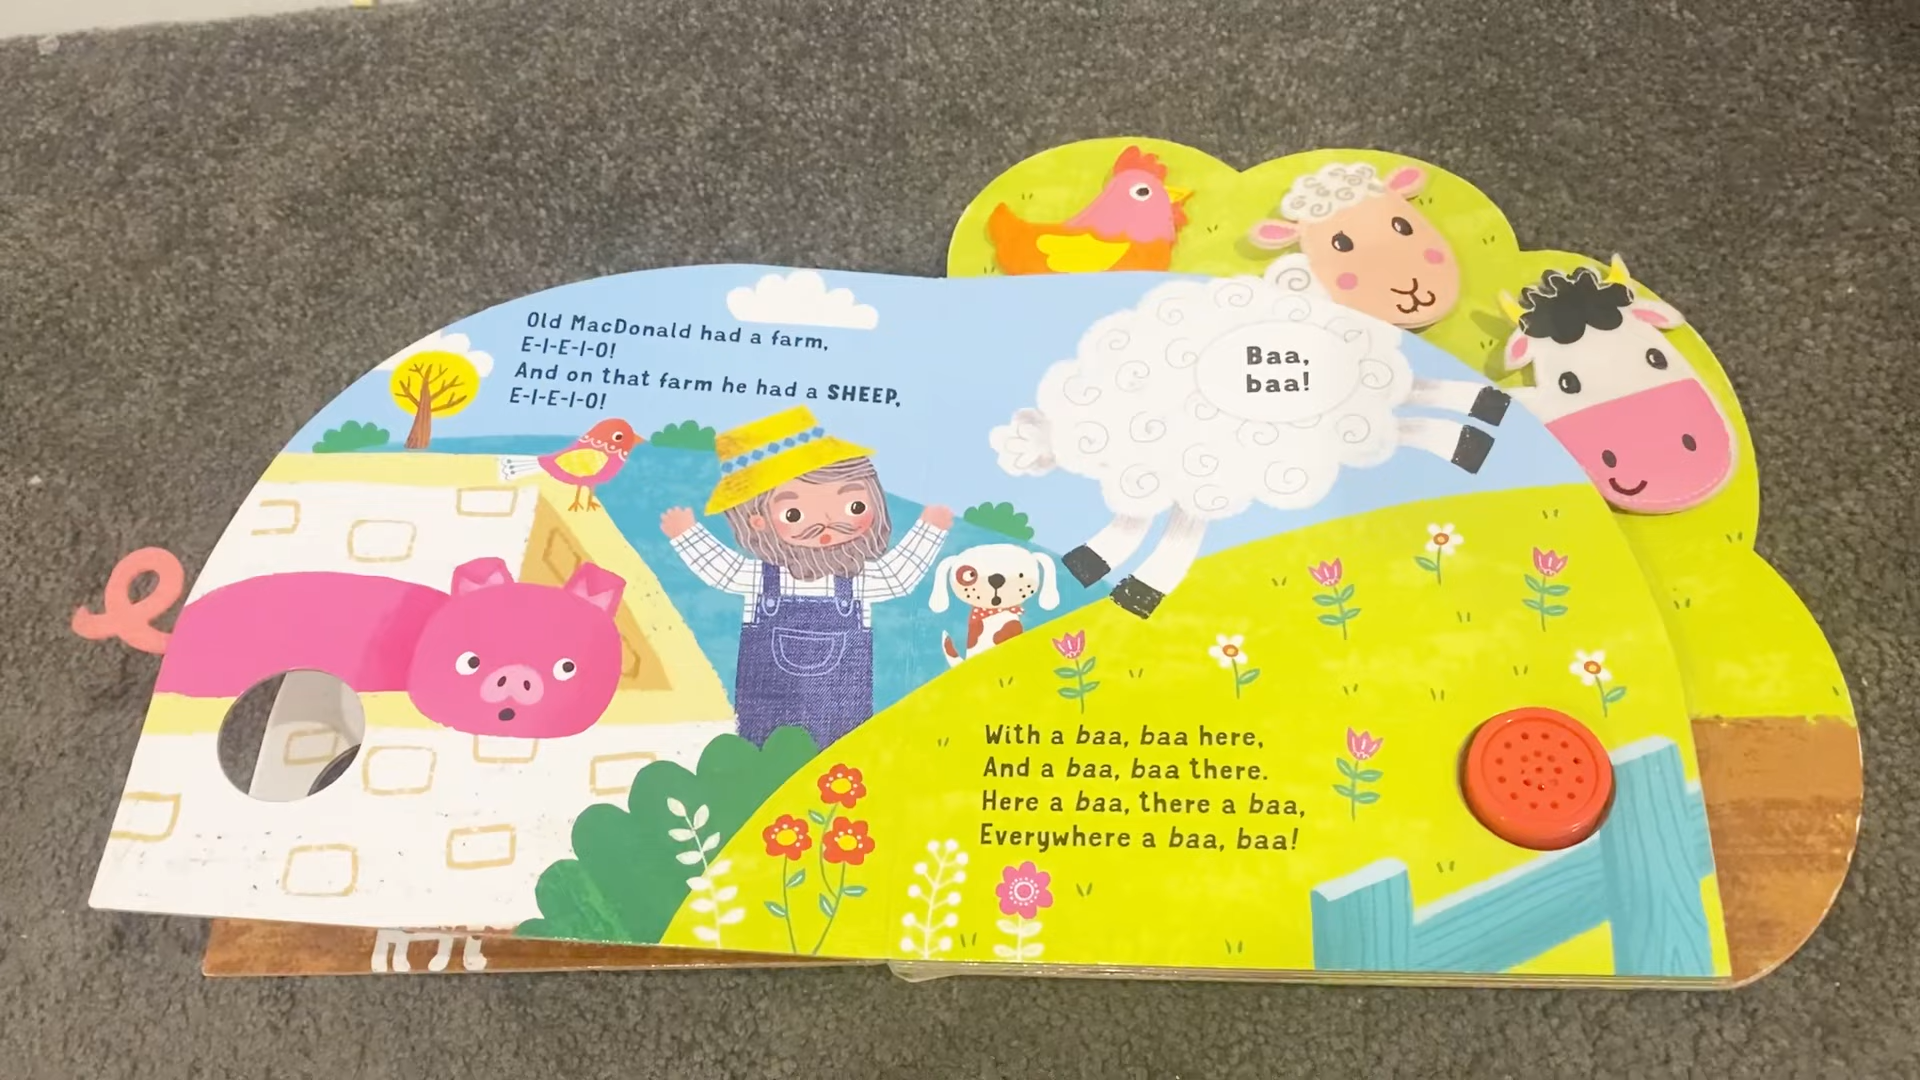 Old MacDonald had a farm,
E-I-E-I-O!
And on that farm he had a SHEEP,
E-I-E-I-O!
Baa,
baa!
With a baa, baa here,
And a baa, baa there.
Here a baa, there a baa,
Everywhere a baa, baa!